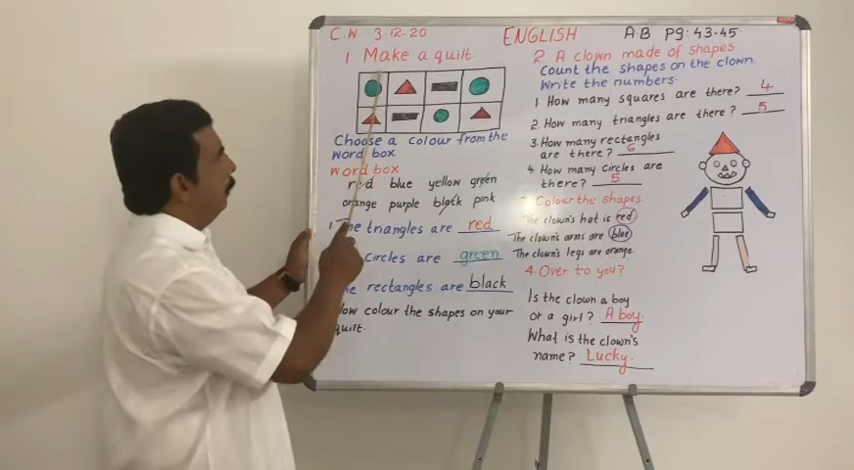 C.W 3-12-20 ENGLISH A.B Pg: 43-45
1 Make a quilt.
Choose a colour from the
word box
word box
red blue yellow green
orange purple black pink
1. The triangles are red
circles are green
rectangles are black
Now colour the shapes on your
quilt.
2. A clown made of shapes
Count the shapes on the clown.
Write the numbers.
1. How many squares are there? 4
2. How many triangles are there? 5
3. How many rectangles
are there? 6
4. How many circles are
there? 5
Colour the shapes
The clown's hat is red
The clown's arms are blue
The clown's legs are orange.
4. Over to you?
Is the clown a boy
or a girl? A boy.
What is the clown's
name? Lucky.